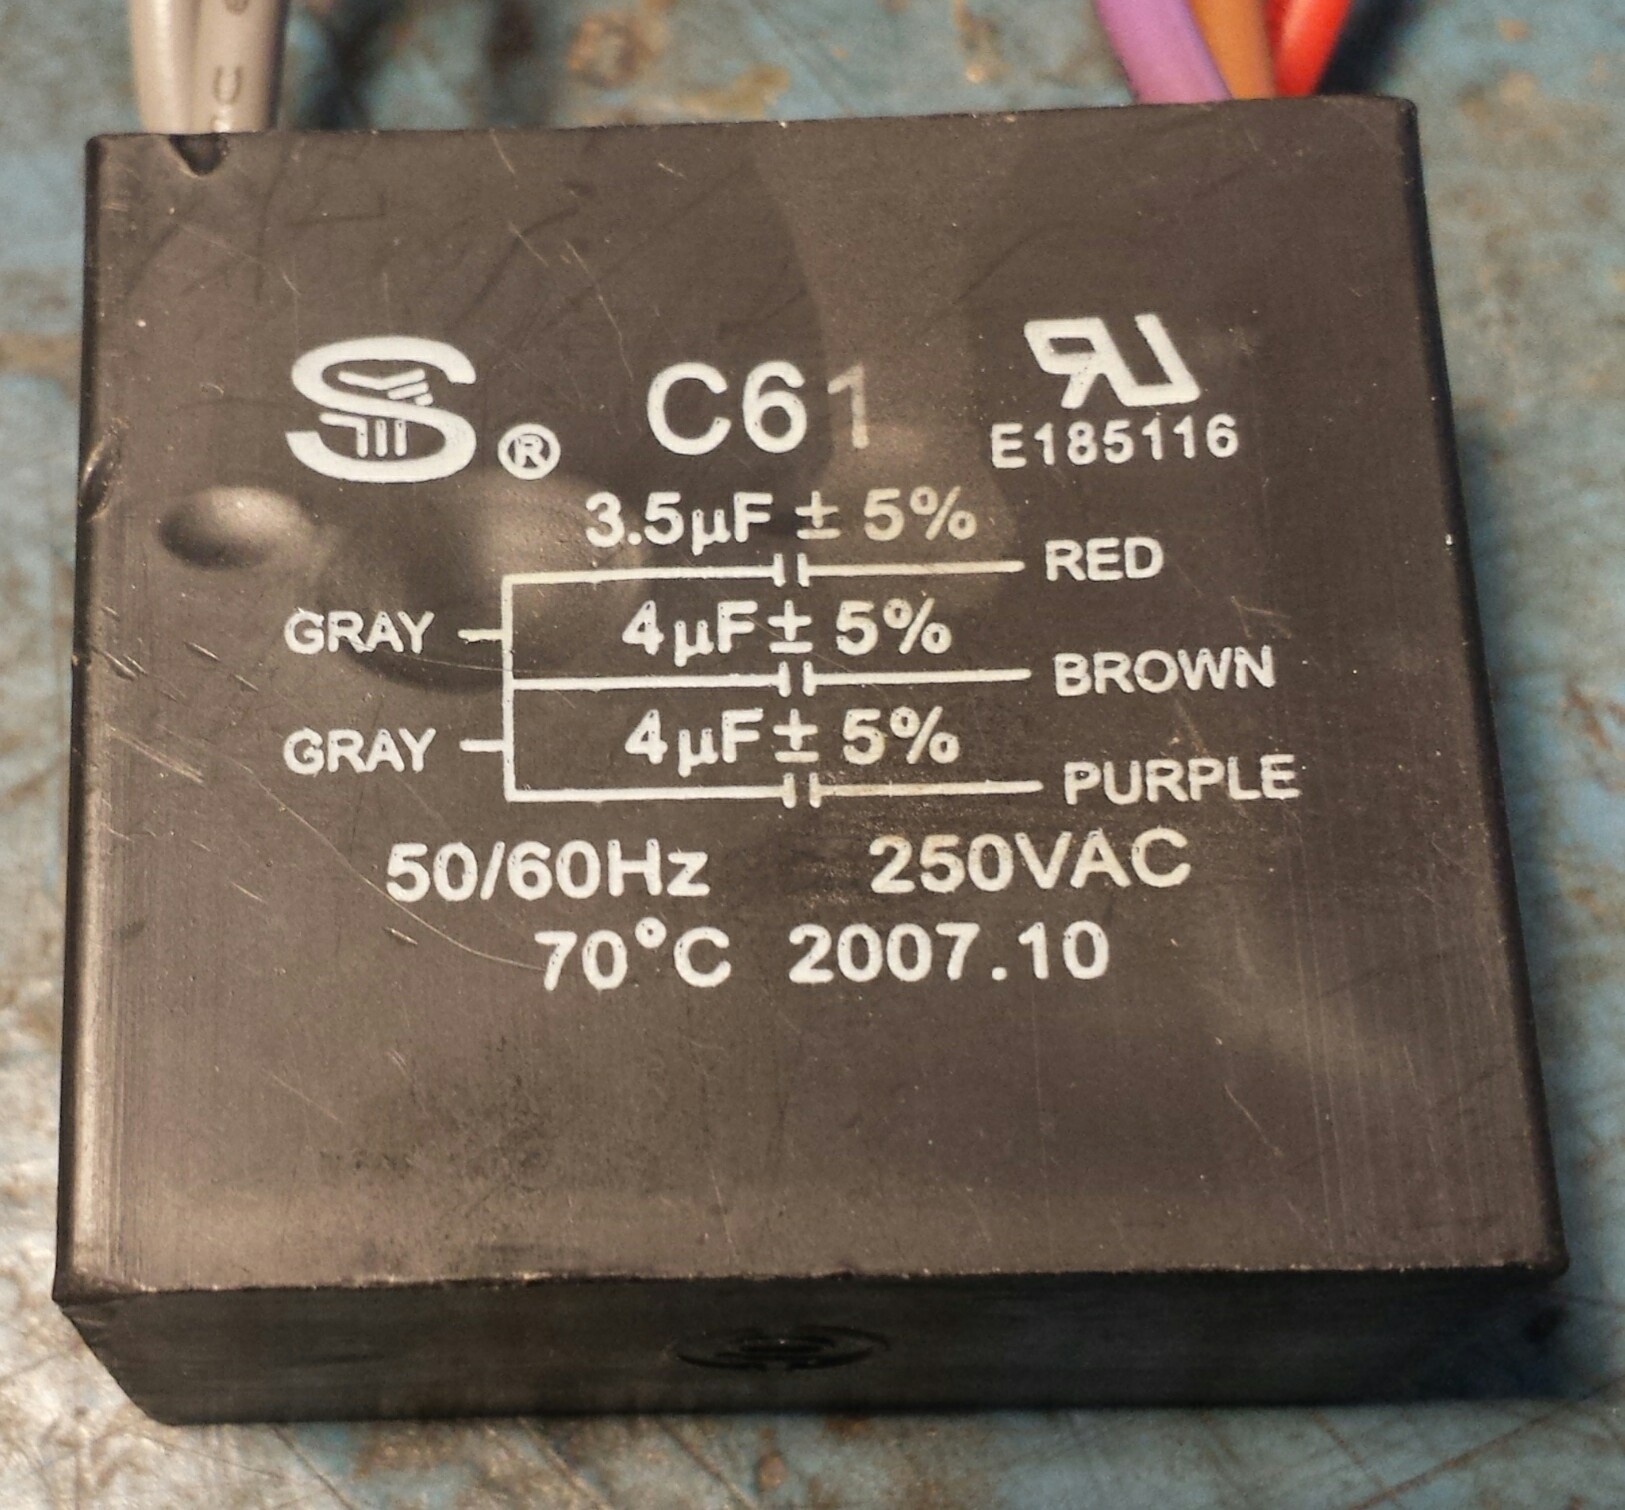 S ® C61 RU
E185116
3.5µF ± 5%
RED
GRAY
4µF ± 5%
BROWN
GRAY
4µF ± 5%
PURPLE
50/60Hz 250VAC
70°C 2007.10